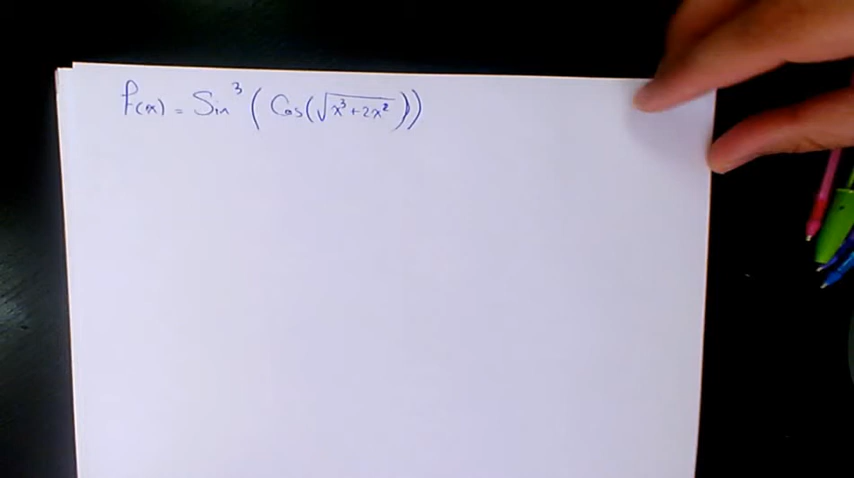 f(x) = Sin³ ( Cos(√x³+2x² ))